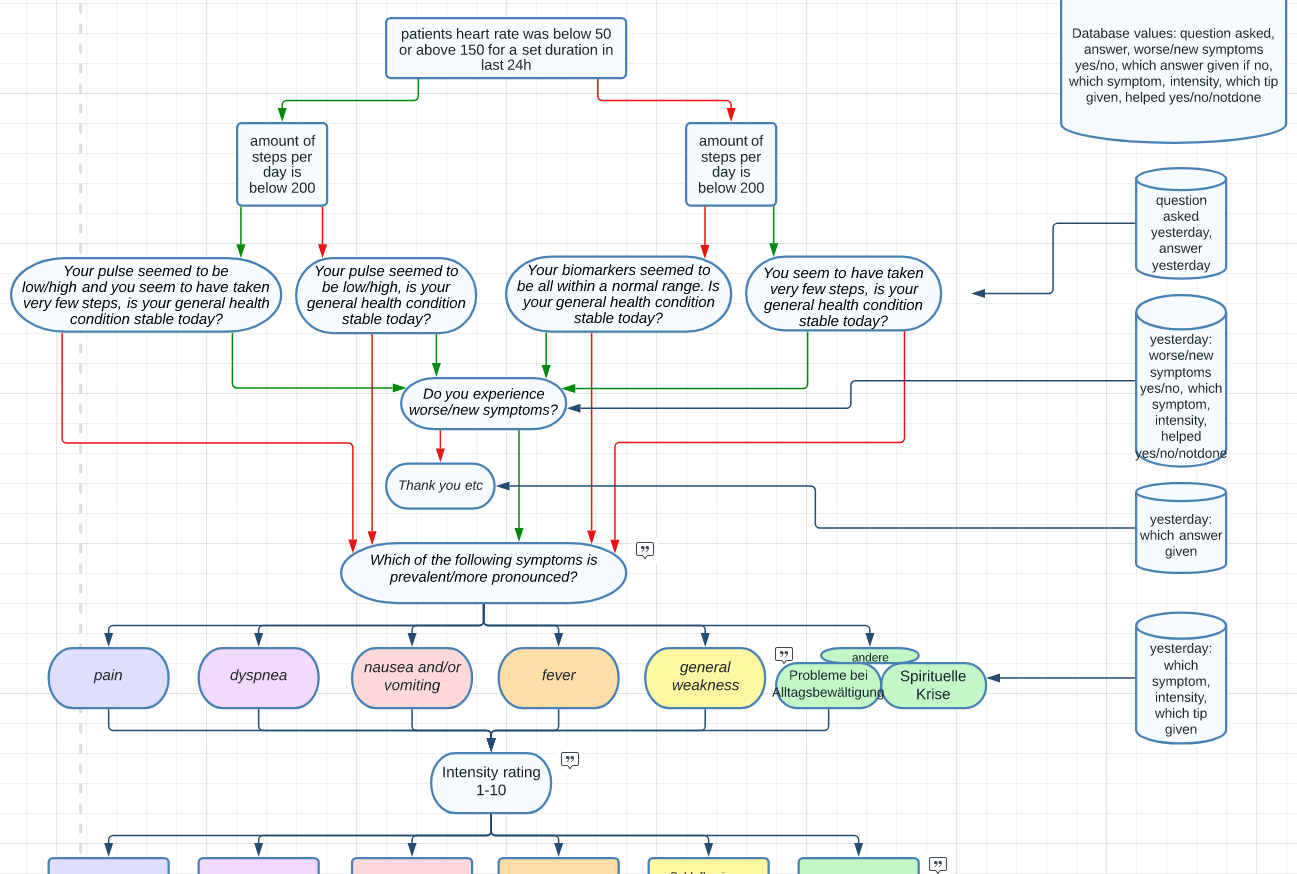 patients heart rate was below 50
or above 150 for a set duration in
last 24h
Database values: question asked,
answer, worse/new symptoms
yes/no, which answer given if no,
which symptom, intensity, which tip
given, helped yes/no/notdone
amount of
steps per
day is
below 200
amount of
steps per
day is
below 200
question
asked
yesterday,
answer
yesterday
Your pulse seemed to be
low/high and you seem to have taken
very few steps, is your general health
condition stable today?
Your pulse seemed to
be low/high, is your
general health condition
stable today?
Your biomarkers seemed to
be all within a normal range. Is
your general health condition
stable today?
You seem to have taken
very few steps, is your
general health condition
stable today?
yesterday:
worse/new
symptoms
yes/no, which
symptom,
intensity,
helped
yes/no/notdone
Do you experience
worse/new symptoms?
Thank you etc
yesterday:
which answer
given
Which of the following symptoms is
prevalent/more pronounced?
pain
dyspnea
nausea and/or
vomiting
fever
general
weakness
andere
Probleme bei
Alltagsbewältigung
Spirituelle
Krise
yesterday:
which
symptom,
intensity,
which tip
given
Intensity rating
1-10